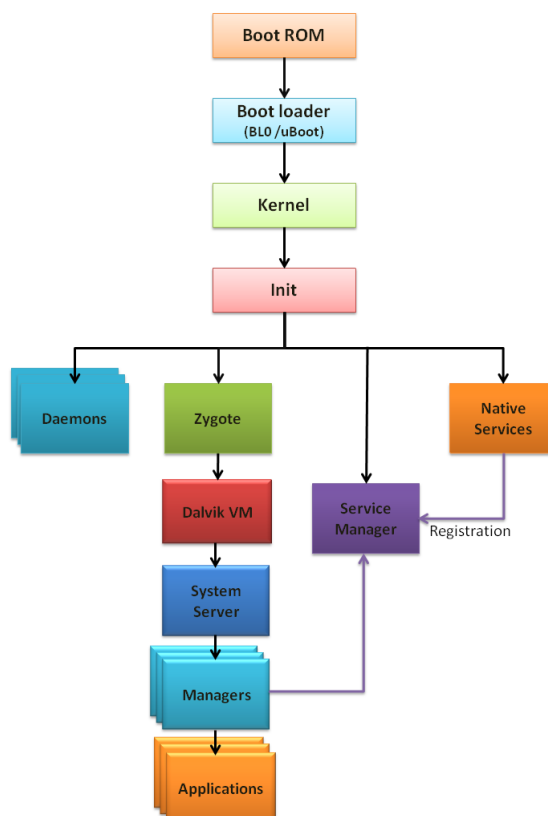 Boot ROM
Boot loader
(BL0 /uBoot)
Kernel
Init
Daemons
Zygote
Native
Services
Dalvik VM
Service
Manager
Registration
System
Server
Managers
Applications